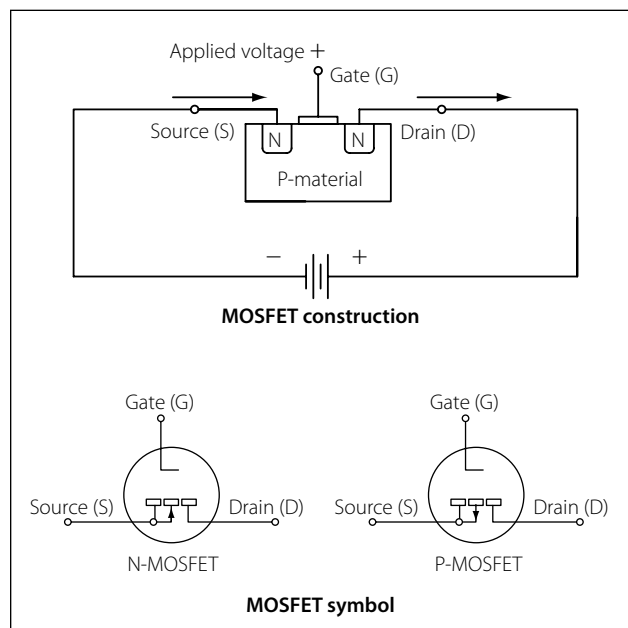 Applied voltage +
Gate (G)
Source (S)
Drain (D)
N
N
P-material
− +
MOSFET construction
Gate (G)
Gate (G)
Source (S)
Drain (D)
Source (S)
Drain (D)
N-MOSFET
P-MOSFET
MOSFET symbol